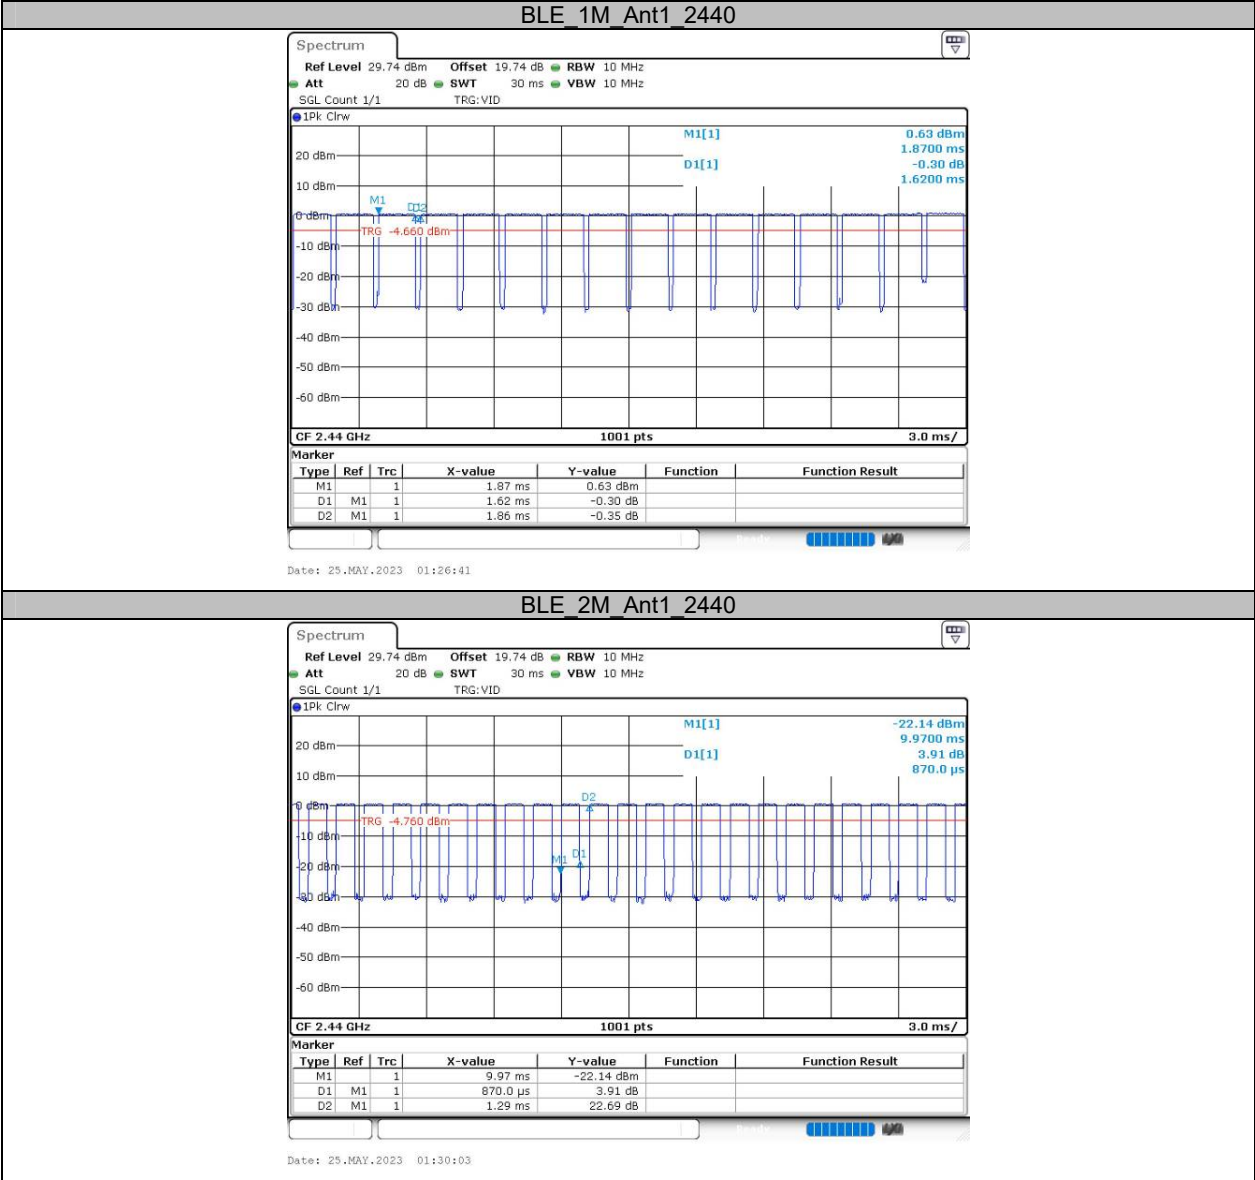 BLE_1M_Ant1_2440
Spectrum
Ref Level 29.74 dBm Offset 19.74 dB RBW 10 MHz
Att 20 dB SWT 30 ms VBW 10 MHz
SGL Count 1/1 TRG:VID
1Pk Clrw
M1[1] 0.63 dBm
1.8700 ms
20 dBm
D1[1] -0.30 dB
1.6200 ms
10 dBm
M1
D2
0 dBm
TRG -4.660 dBm
-10 dBm
-20 dBm
-30 dBm
-40 dBm
-50 dBm
-60 dBm
CF 2.44 GHz 1001 pts 3.0 ms/
Marker
Type Ref Trc X-value Y-value Function Function Result
M1 1 1.87 ms 0.63 dBm
D1 M1 1 1.62 ms -0.30 dB
D2 M1 1 1.86 ms -0.35 dB
Date: 25.MAY.2023 01:26:41
BLE_2M_Ant1_2440
Spectrum
Ref Level 29.74 dBm Offset 19.74 dB RBW 10 MHz
Att 20 dB SWT 30 ms VBW 10 MHz
SGL Count 1/1 TRG:VID
1Pk Clrw
M1[1] -22.14 dBm
9.9700 ms
20 dBm
D1[1] 3.91 dB
870.0 µs
10 dBm
D2
0 dBm
TRG -4.760 dBm
-10 dBm
M1 D1
-20 dBm
-30 dBm
-40 dBm
-50 dBm
-60 dBm
CF 2.44 GHz 1001 pts 3.0 ms/
Marker
Type Ref Trc X-value Y-value Function Function Result
M1 1 9.97 ms -22.14 dBm
D1 M1 1 870.0 µs 3.91 dB
D2 M1 1 1.29 ms 22.69 dB
Date: 25.MAY.2023 01:30:03